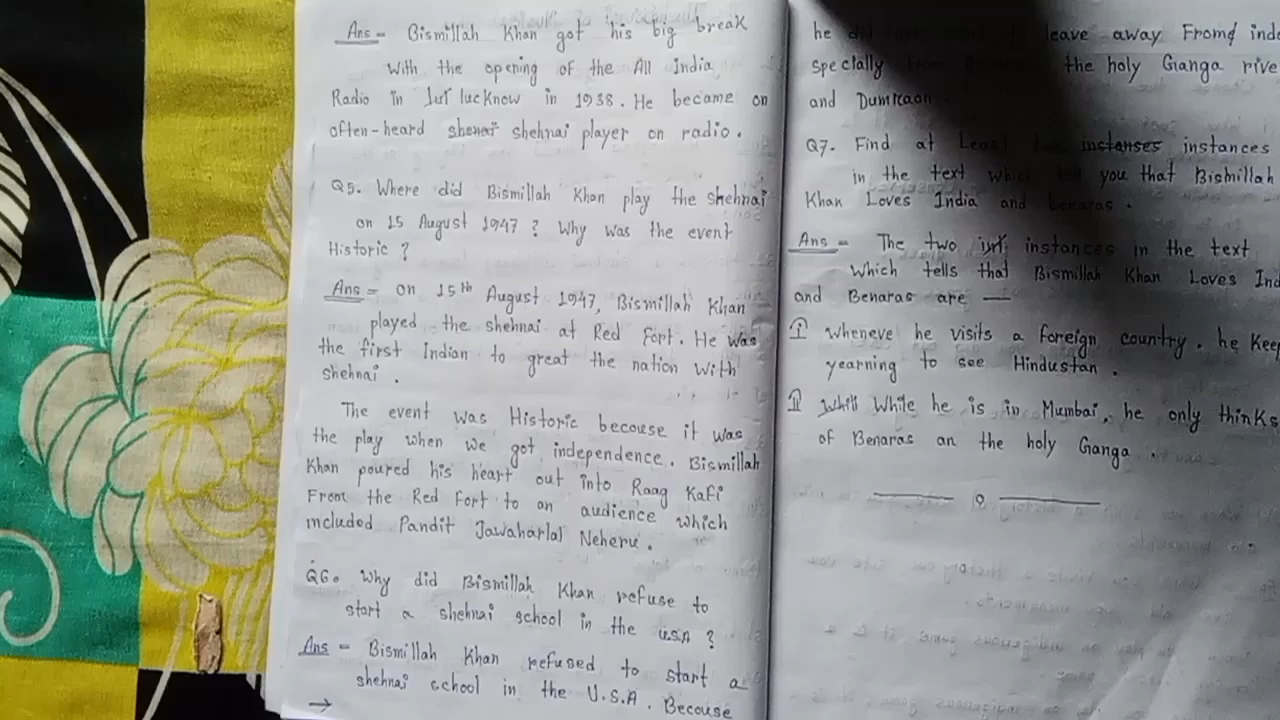 Ans = Bismillah Khan got his big break
With the opening of the All India
Radio in lucknow in 1938. He became on
often-heard shehnai player on radio.
Q5. Where did Bismillah Khan play the shehnai
on 15 August 1947 ? Why was the event
Historic ?
Ans = on 15th August 1947, Bismillah Khan
played the shehnai at Red Fort. He was
the first Indian to great the nation with
shehnai .
The event was Historic becouse it was
the play when we got independence. Bismillah
Khan poured his heart out into Raag Kafi
From the Red Fort to an audience which
included Pandit Jawaharlal Neheru.
Q6. Why did Bismillah Khan refuse to
start a shehnai school in the U.S.A ?
Ans = Bismillah Khan refused to start a
shehnai school in the U.S.A. Becouse
→
he leave away From ind
specially the holy Ganga rive
and Dumraon
Q7. Find at Least instanses instances
in the text you that Bismillah
Khan Loves India and benaras .
Ans = The two instances in the text
Which tells that Bismillah Khan Loves Ind
and Benaras are —
I wheneve he visits a foreign country. he Keep
yearning to see Hindustan .
II Whill While he is in Mumbai, he only thinks
of Benaras an the holy Ganga .